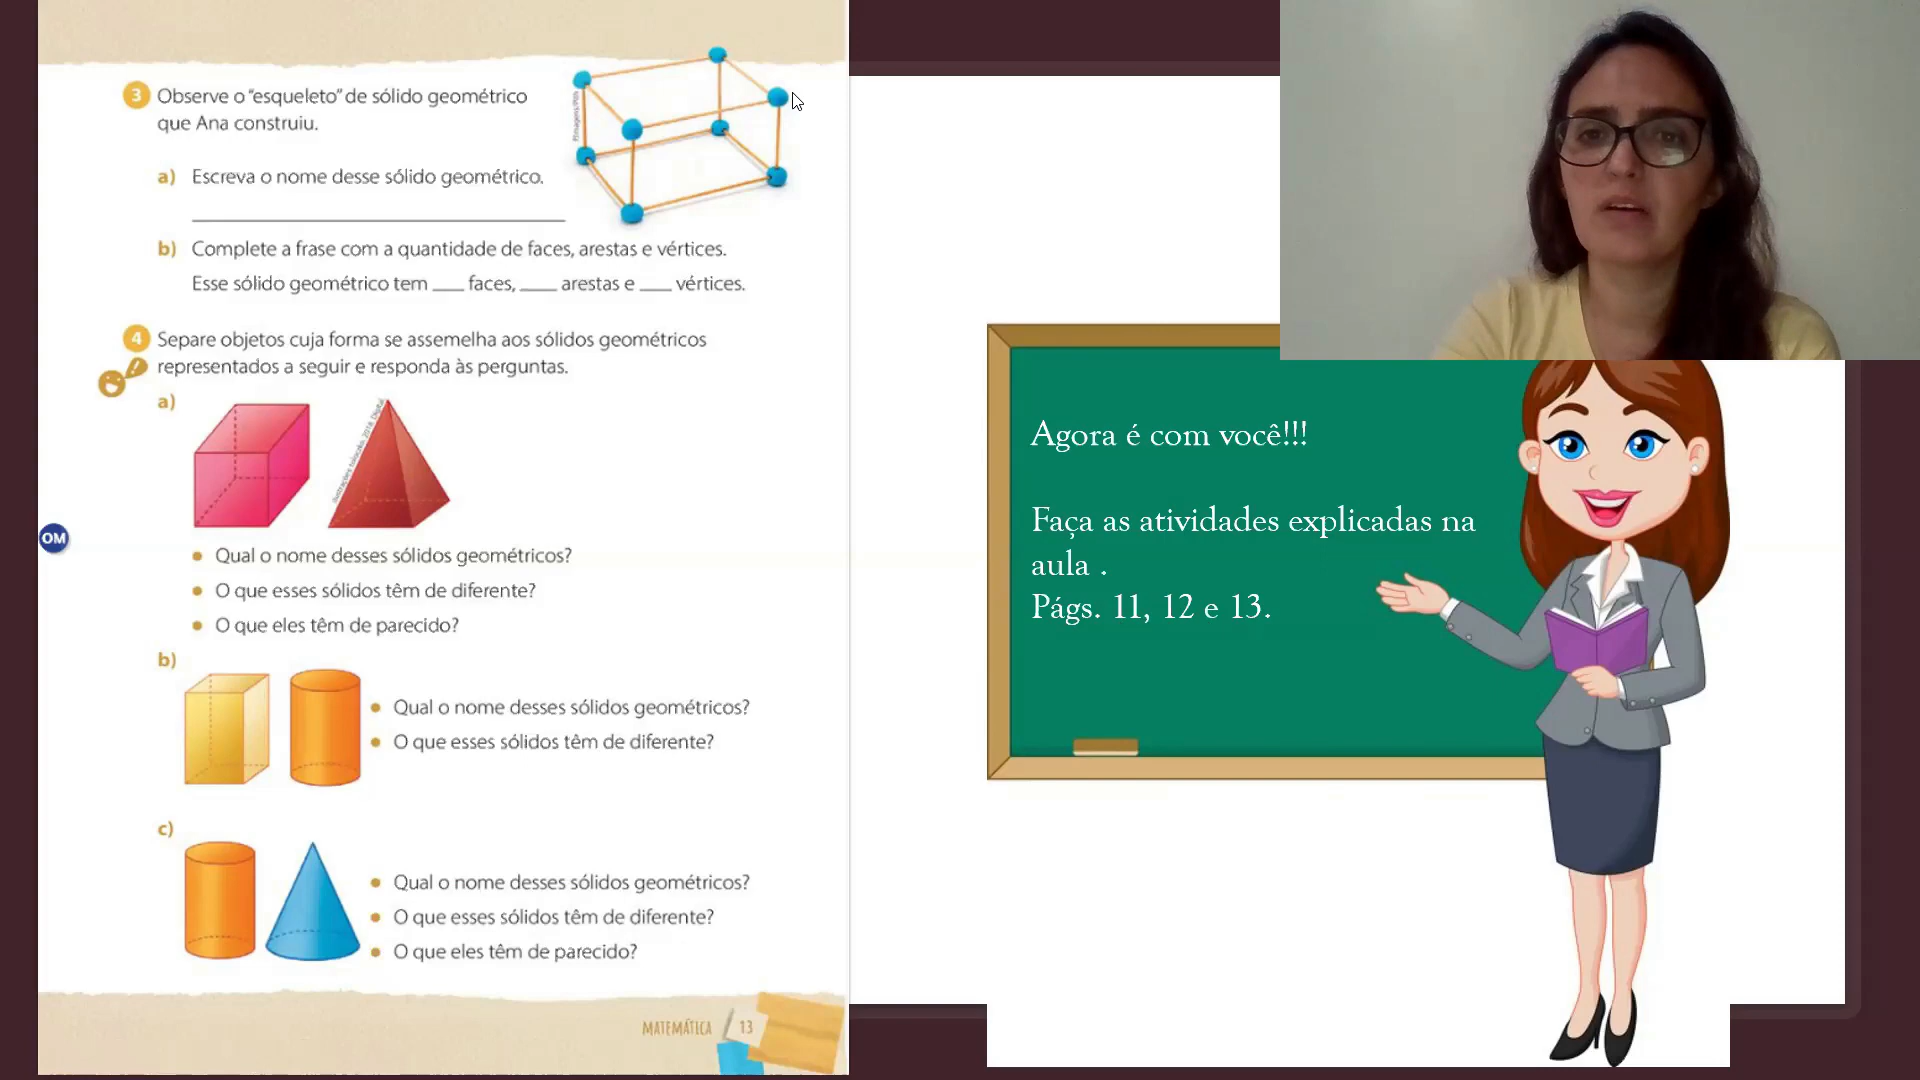 3 Observe o "esqueleto" de sólido geométrico
que Ana construiu.
a) Escreva o nome desse sólido geométrico.
b) Complete a frase com a quantidade de faces, arestas e vértices.
Esse sólido geométrico tem ___ faces, ___ arestas e ___ vértices.
4 Separe objetos cuja forma se assemelha aos sólidos geométricos
representados a seguir e responda às perguntas.
a)
OM
• Qual o nome desses sólidos geométricos?
• O que esses sólidos têm de diferente?
• O que eles têm de parecido?
b)
• Qual o nome desses sólidos geométricos?
• O que esses sólidos têm de diferente?
c)
• Qual o nome desses sólidos geométricos?
• O que esses sólidos têm de diferente?
• O que eles têm de parecido?
MATEMÁTICA 13
Agora é com você!!!
Faça as atividades explicadas na
aula .
Págs. 11, 12 e 13.